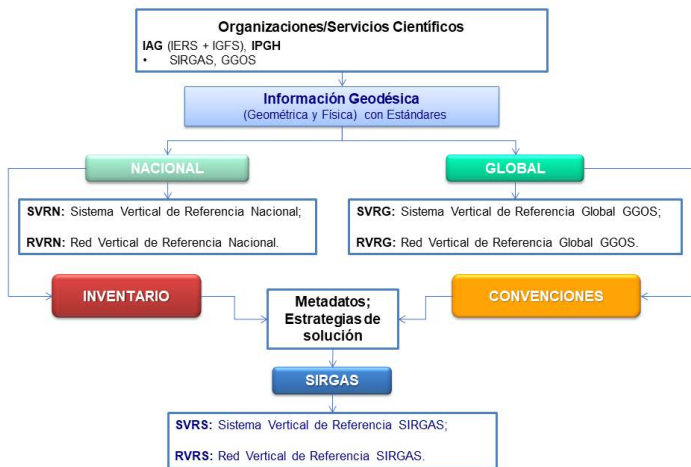 Organizaciones/Servicios Científicos
IAG (IERS + IGFS), IPGH
• SIRGAS, GGOS
Información Geodésica
(Geométrica y Física) con Estándares
NACIONAL
GLOBAL
SVRN: Sistema Vertical de Referencia Nacional;
RVRN: Red Vertical de Referencia Nacional.
SVRG: Sistema Vertical de Referencia Global GGOS;
RVRG: Red Vertical de Referencia Global GGOS.
INVENTARIO
Metadatos;
Estrategias de
solución
CONVENCIONES
SIRGAS
SVRS: Sistema Vertical de Referencia SIRGAS;
RVRS: Red Vertical de Referencia SIRGAS.